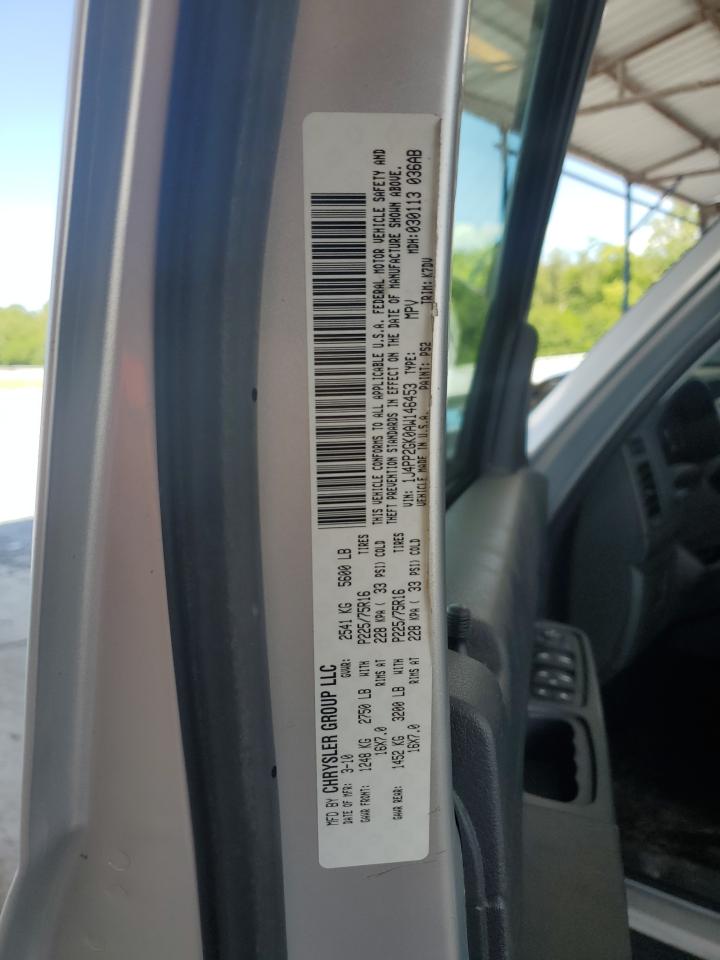 MFD BY CHRYSLER GROUP LLC
DATE OF MFR: 3-10 GVWR: 2541 KG 5600 LB
GAWR FRONT: 1248 KG 2750 LB WITH P225/75R16 TIRES
16X7.0 RIMS AT 228 KPA ( 33 PSI) COLD
GAWR REAR: 1452 KG 3200 LB WITH P225/75R16 TIRES
16X7.0 RIMS AT 228 KPA ( 33 PSI) COLD
THIS VEHICLE CONFORMS TO ALL APPLICABLE U.S.A. FEDERAL MOTOR VEHICLE SAFETY AND
THEFT PREVENTION STANDARDS IN EFFECT ON THE DATE OF MANUFACTURE SHOWN ABOVE.
VIN: 1J4PP2GK0AW146453 TYPE: MPV MDH:030113 036AB
VEHICLE MADE IN U.S.A. PAINT: PS2 TRIM: K7DV